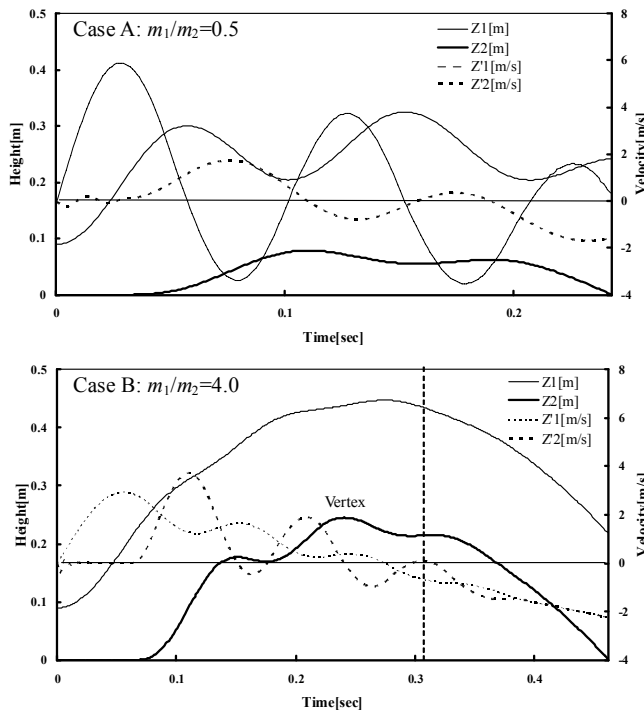 Case A: m1/m2=0.5
Z1[m]
Z2[m]
Z'1[m/s]
Z'2[m/s]
0.5
0.4
0.3
0.2
0.1
0
Height[m]
8
6
4
2
0
-2
-4
Velocity[m/s]
0
0.1
0.2
Time[sec]
Case B: m1/m2=4.0
Z1[m]
Z2[m]
Z'1[m/s]
Z'2[m/s]
Vertex
0.5
0.4
0.3
0.2
0.1
0
Height[m]
8
6
4
2
0
-2
-4
Velocity[m/s]
0
0.1
0.2
0.3
0.4
Time[sec]